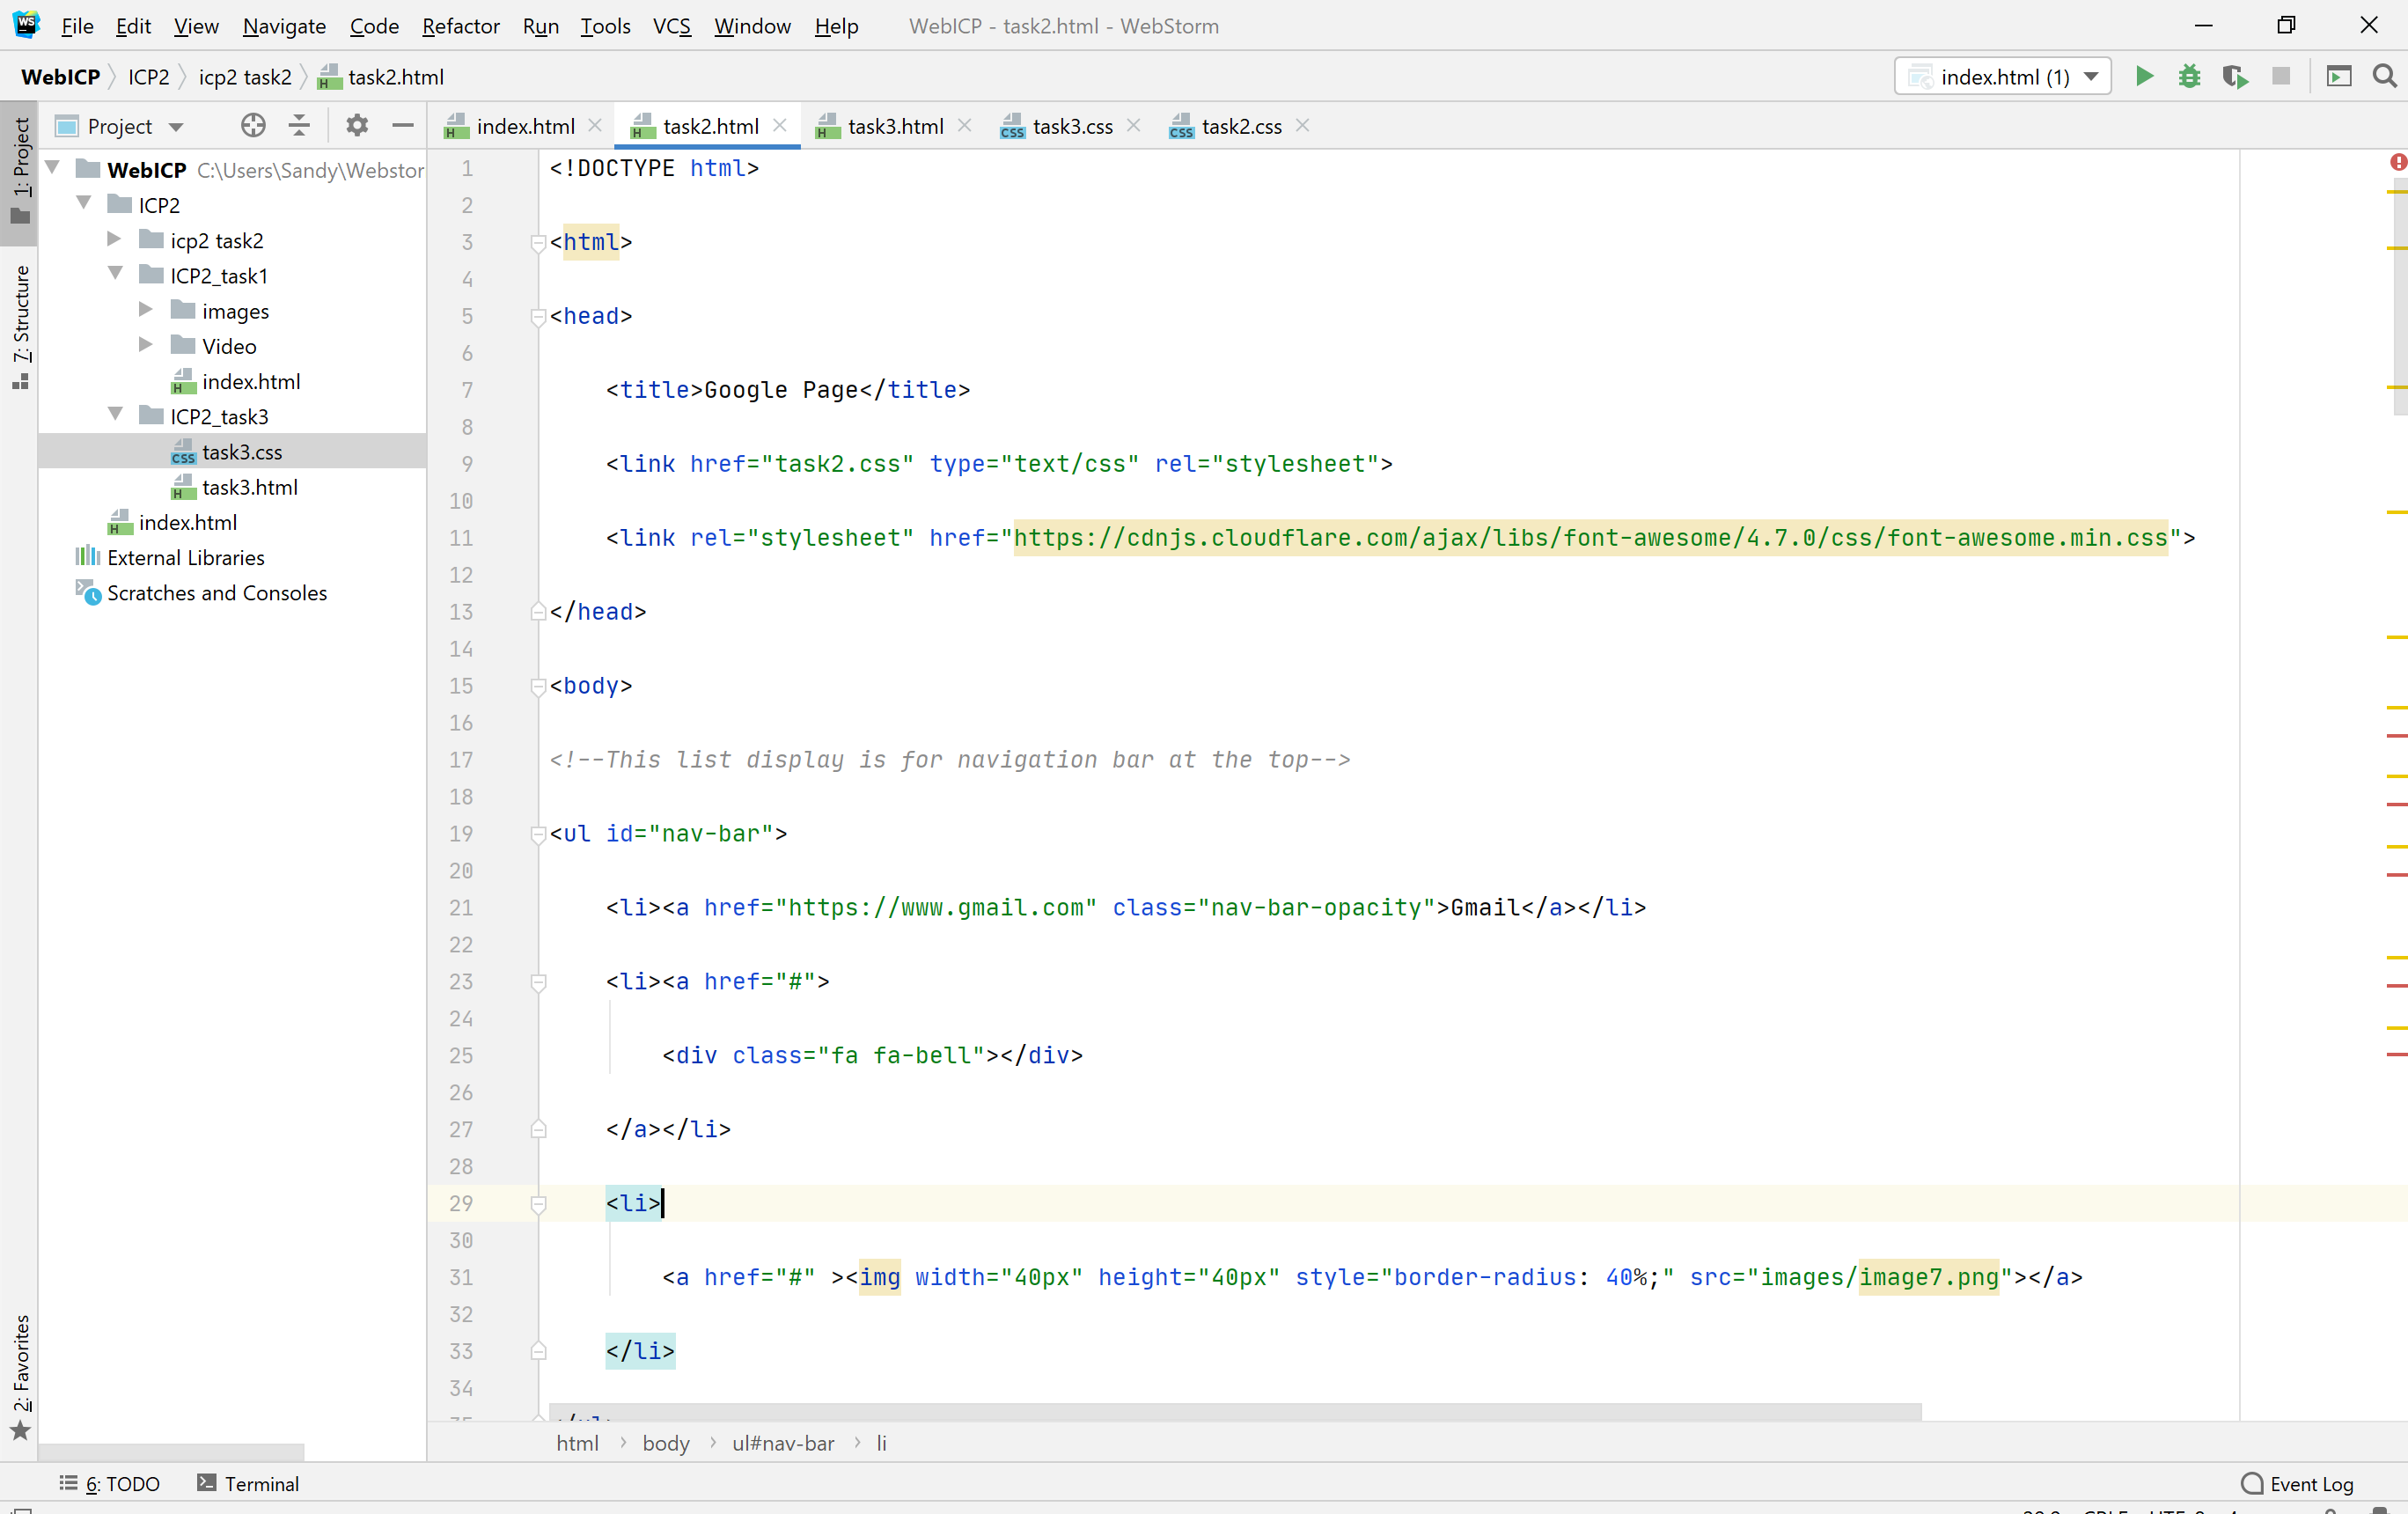 WS File Edit View Navigate Code Refactor Run Tools VCS Window Help WebICP - task2.html - WebStorm
WebICP ICP2 icp2 task2 task2.html index.html (1)
Project index.html task2.html task3.html task3.css task2.css
1: Project
7: Structure
2: Favorites
WebICP C:\Users\Sandy\Webstor
ICP2
icp2 task2
ICP2_task1
images
Video
index.html
ICP2_task3
task3.css
task3.html
index.html
External Libraries
Scratches and Consoles
1 <!DOCTYPE html>
2
3 <html>
4
5 <head>
6
7 <title>Google Page</title>
8
9 <link href="task2.css" type="text/css" rel="stylesheet">
10
11 <link rel="stylesheet" href="https://cdnjs.cloudflare.com/ajax/libs/font-awesome/4.7.0/css/font-awesome.min.css">
12
13 </head>
14
15 <body>
16
17 <!--This list display is for navigation bar at the top-->
18
19 <ul id="nav-bar">
20
21 <li><a href="https://www.gmail.com" class="nav-bar-opacity">Gmail</a></li>
22
23 <li><a href="#">
24
25 <div class="fa fa-bell"></div>
26
27 </a></li>
28
29 <li>
30
31 <a href="#" ><img width="40px" height="40px" style="border-radius: 40%;" src="images/image7.png"></a>
32
33 </li>
34
html body ul#nav-bar li
6: TODO Terminal Event Log